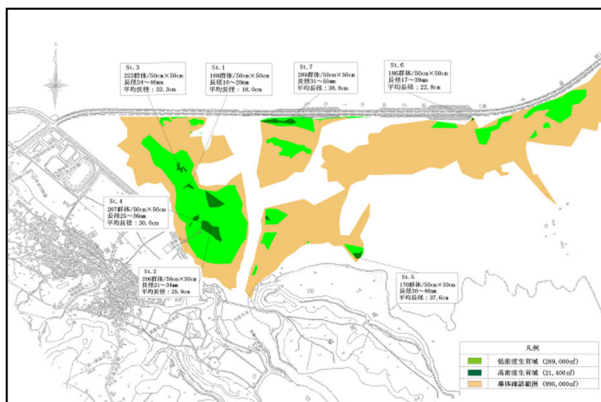 St.3
222群体/50cm×50cm
長径24～46mm
平均長径：32.3cm
St.1
168群体/50cm×50cm
長径16～20mm
平均長径：18.0cm
St.7
289群体/50cm×50cm
長径31～55mm
平均長径：38.8cm
St.6
186群体/50cm×50cm
長径17～39mm
平均長径：22.8cm
St.4
207群体/50cm×50cm
長径25～36mm
平均長径：30.0cm
St.2
206群体/50cm×50cm
長径21～34mm
平均長径：25.9cm
St.5
170群体/50cm×50cm
長径30～46mm
平均長径：37.6cm
凡例
低密度生育域 (289,000㎡)
高密度生育域 (21,400㎡)
藻体確認範囲 (895,000㎡)